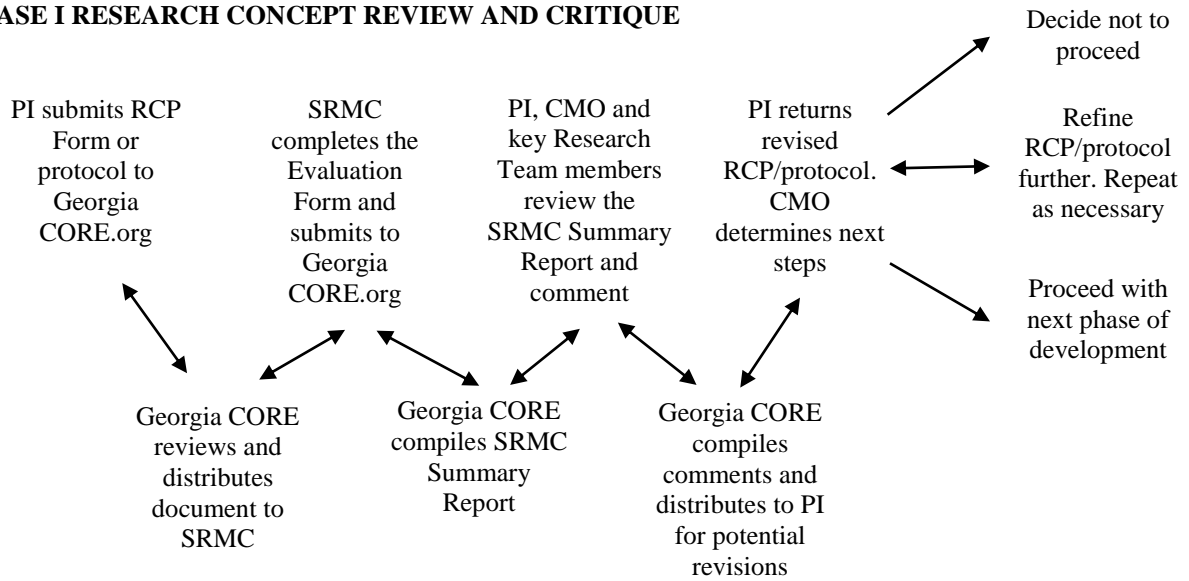 ASE I RESEARCH CONCEPT REVIEW AND CRITIQUE
PI submits RCP
Form or
protocol to
Georgia
CORE.org
SRMC
completes the
Evaluation
Form and
submits to
Georgia
CORE.org
PI, CMO and
key Research
Team members
review the
SRMC Summary
Report and
comment
PI returns
revised
RCP/protocol.
CMO
determines next
steps
Decide not to
proceed
Refine
RCP/protocol
further. Repeat
as necessary
Proceed with
next phase of
development
Georgia CORE
reviews and
distributes
document to
SRMC
Georgia CORE
compiles SRMC
Summary
Report
Georgia CORE
compiles
comments and
distributes to PI
for potential
revisions